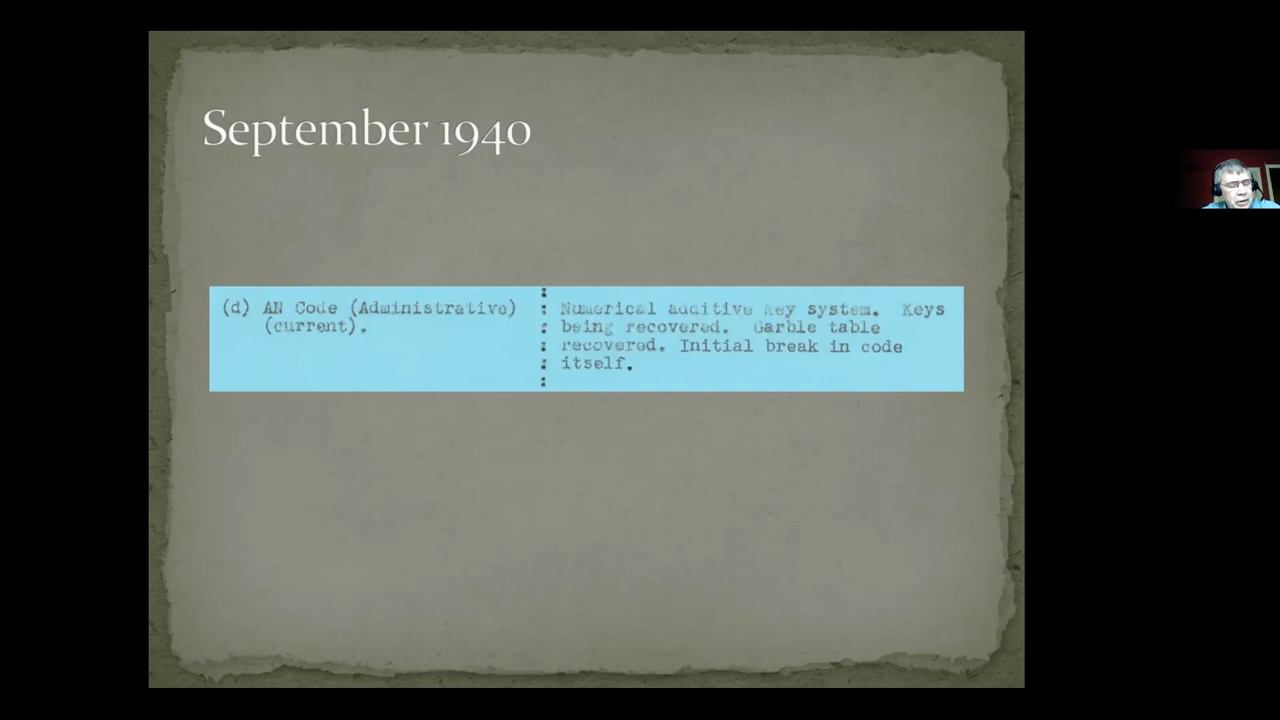 September 1940
(d) AN Code (Administrative) : Numerical additive key system. Keys
(current). : being recovered. Garble table
: recovered. Initial break in code
: itself.